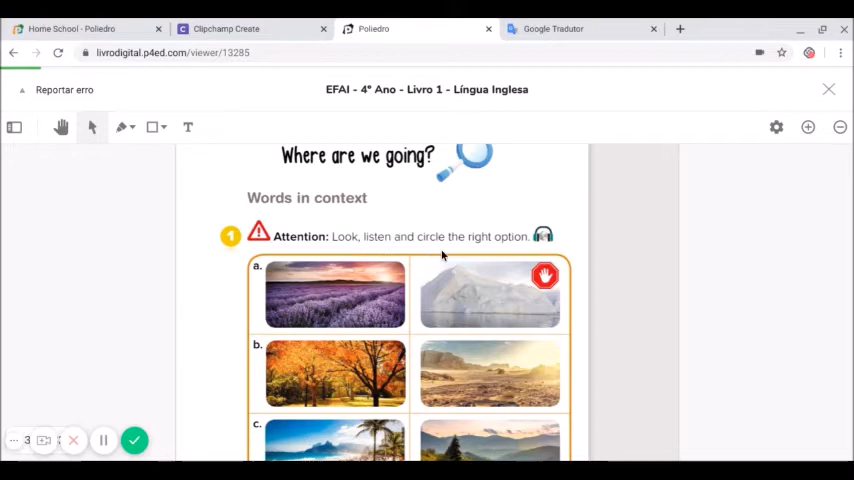 Home School - Poliedro
Clipchamp Create
Poliedro
Google Tradutor
livrodigital.p4ed.com/viewer/13285
Reportar erro
EFAI - 4º Ano - Livro 1 - Língua Inglesa
T
Where are we going?
Words in context
1 Attention: Look, listen and circle the right option.
a.
b.
c.
3